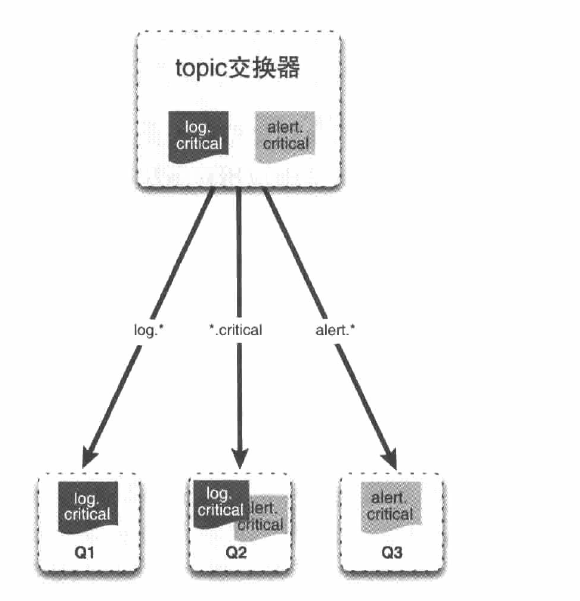 topic交换器
log.
critical
alert.
critical
log.*
*.critical
alert.*
log.
critical
log.
critical
alert.
critical
alert.
critical
Q1
Q2
Q3